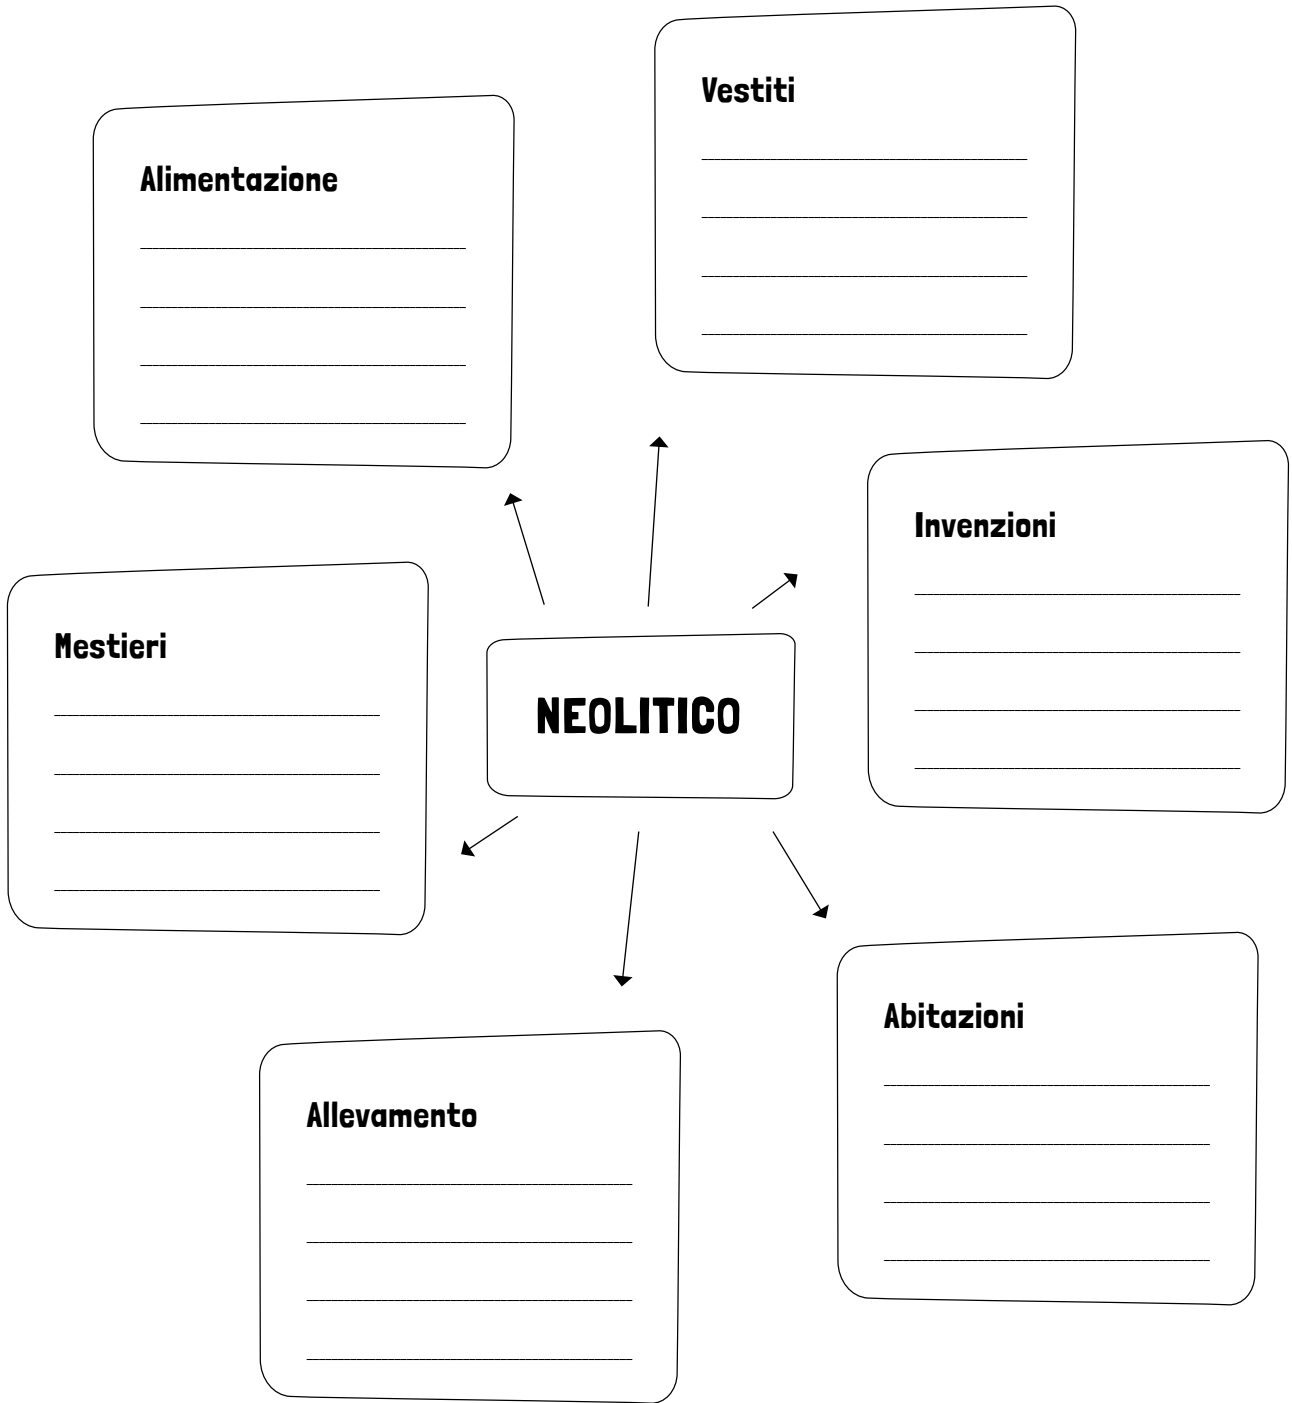 Vestiti
Alimentazione
Invenzioni
Mestieri
NEOLITICO
Abitazioni
Allevamento